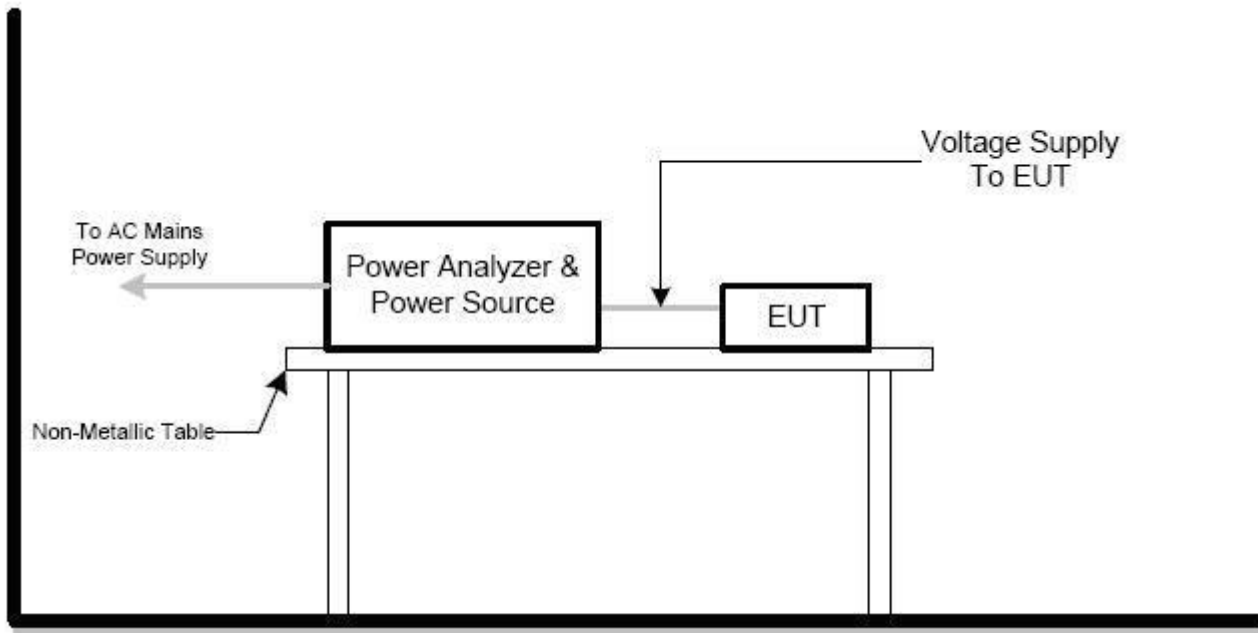 Voltage Supply
To EUT
To AC Mains
Power Supply
Power Analyzer &
Power Source
EUT
Non-Metallic Table